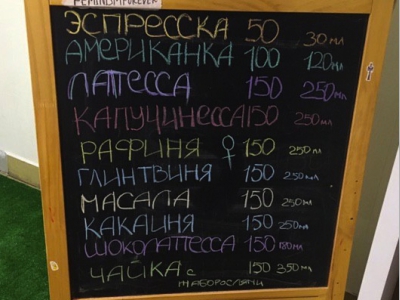 FEMINISMFOREVER
ЭСПРЕССКА 50 30 МЛ
АМЕРИКАНКА 100 120 МЛ
ЛАТТЕССА 150 250 МЛ
КАПУЧИНЕССА 150 250 МЛ
РАФИНЯ ♀ 150 250 МЛ
ГЛИНТВИНЯ 150 250 МЛ
МАСАЛА 150 250 МЛ
КАКАИНЯ 150 250 МЛ
ШОКОЛАТТЕССА 150 180 МЛ
ЧАЙКА С 150 350 МЛ